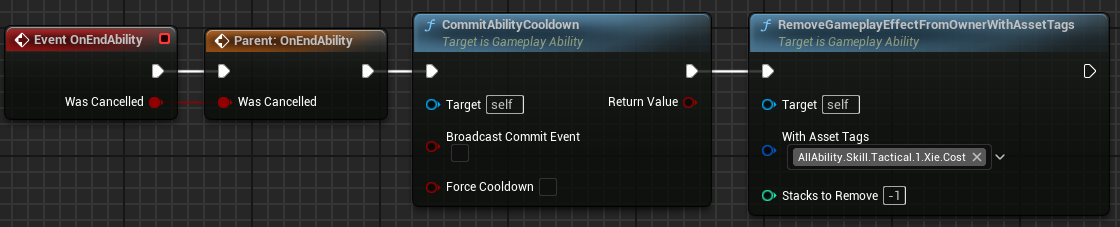 Event OnEndAbility
Was Cancelled
Parent: OnEndAbility
Was Cancelled
f CommitAbilityCooldown
Target is Gameplay Ability
Target self
Return Value
Broadcast Commit Event
Force Cooldown
f RemoveGameplayEffectFromOwnerWithAssetTags
Target is Gameplay Ability
Target self
With Asset Tags
AllAbility.Skill.Tactical.1.Xie.Cost
Stacks to Remove -1